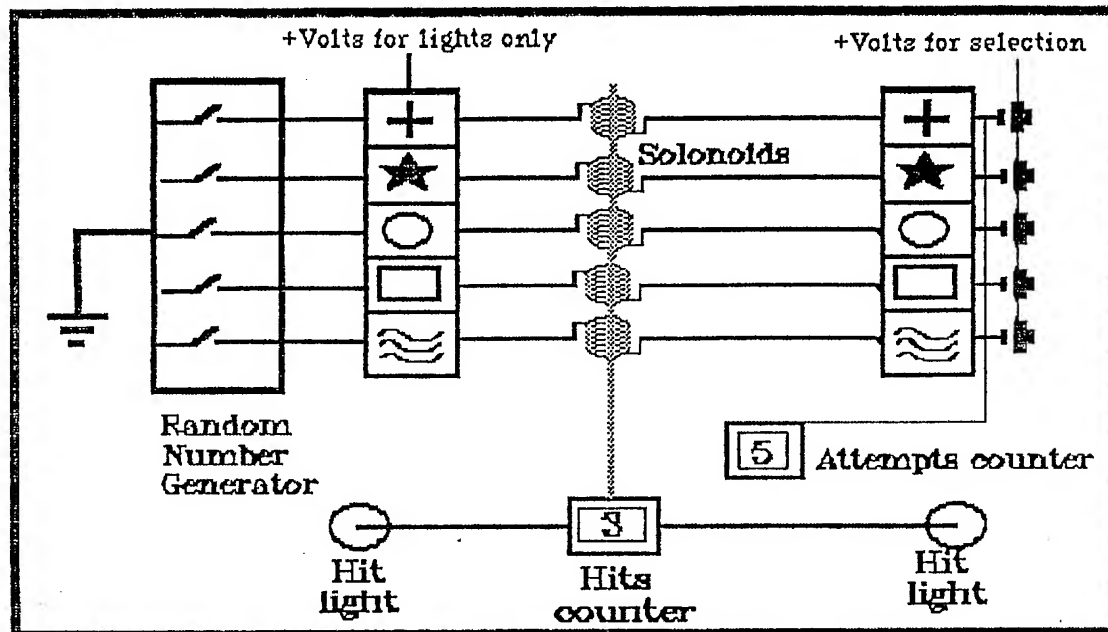 +Volts for lights only
+Volts for selection
Solonoids
Random
Number
Generator
5
Attempts counter
3
Hit
light
Hits
counter
Hit
light